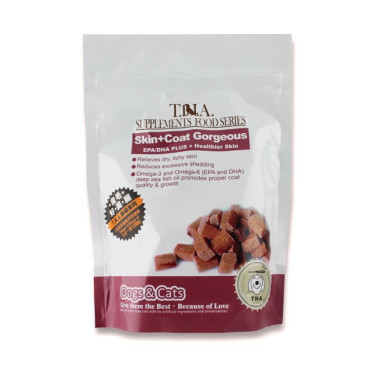 T.N.A.
SUPPLEMENTS FOOD SERIES
Skin+Coat Gorgeous
EPA/DHA PLUS + Healthier Skin
Relieves dry, itchy skin
Reduces excessive shedding
Omega-3 and Omega-6 (EPA and DHA)
deep sea fish oil promotes proper coat
quality & growth
TNA
Dogs & Cats
Give them the Best - Because of Love